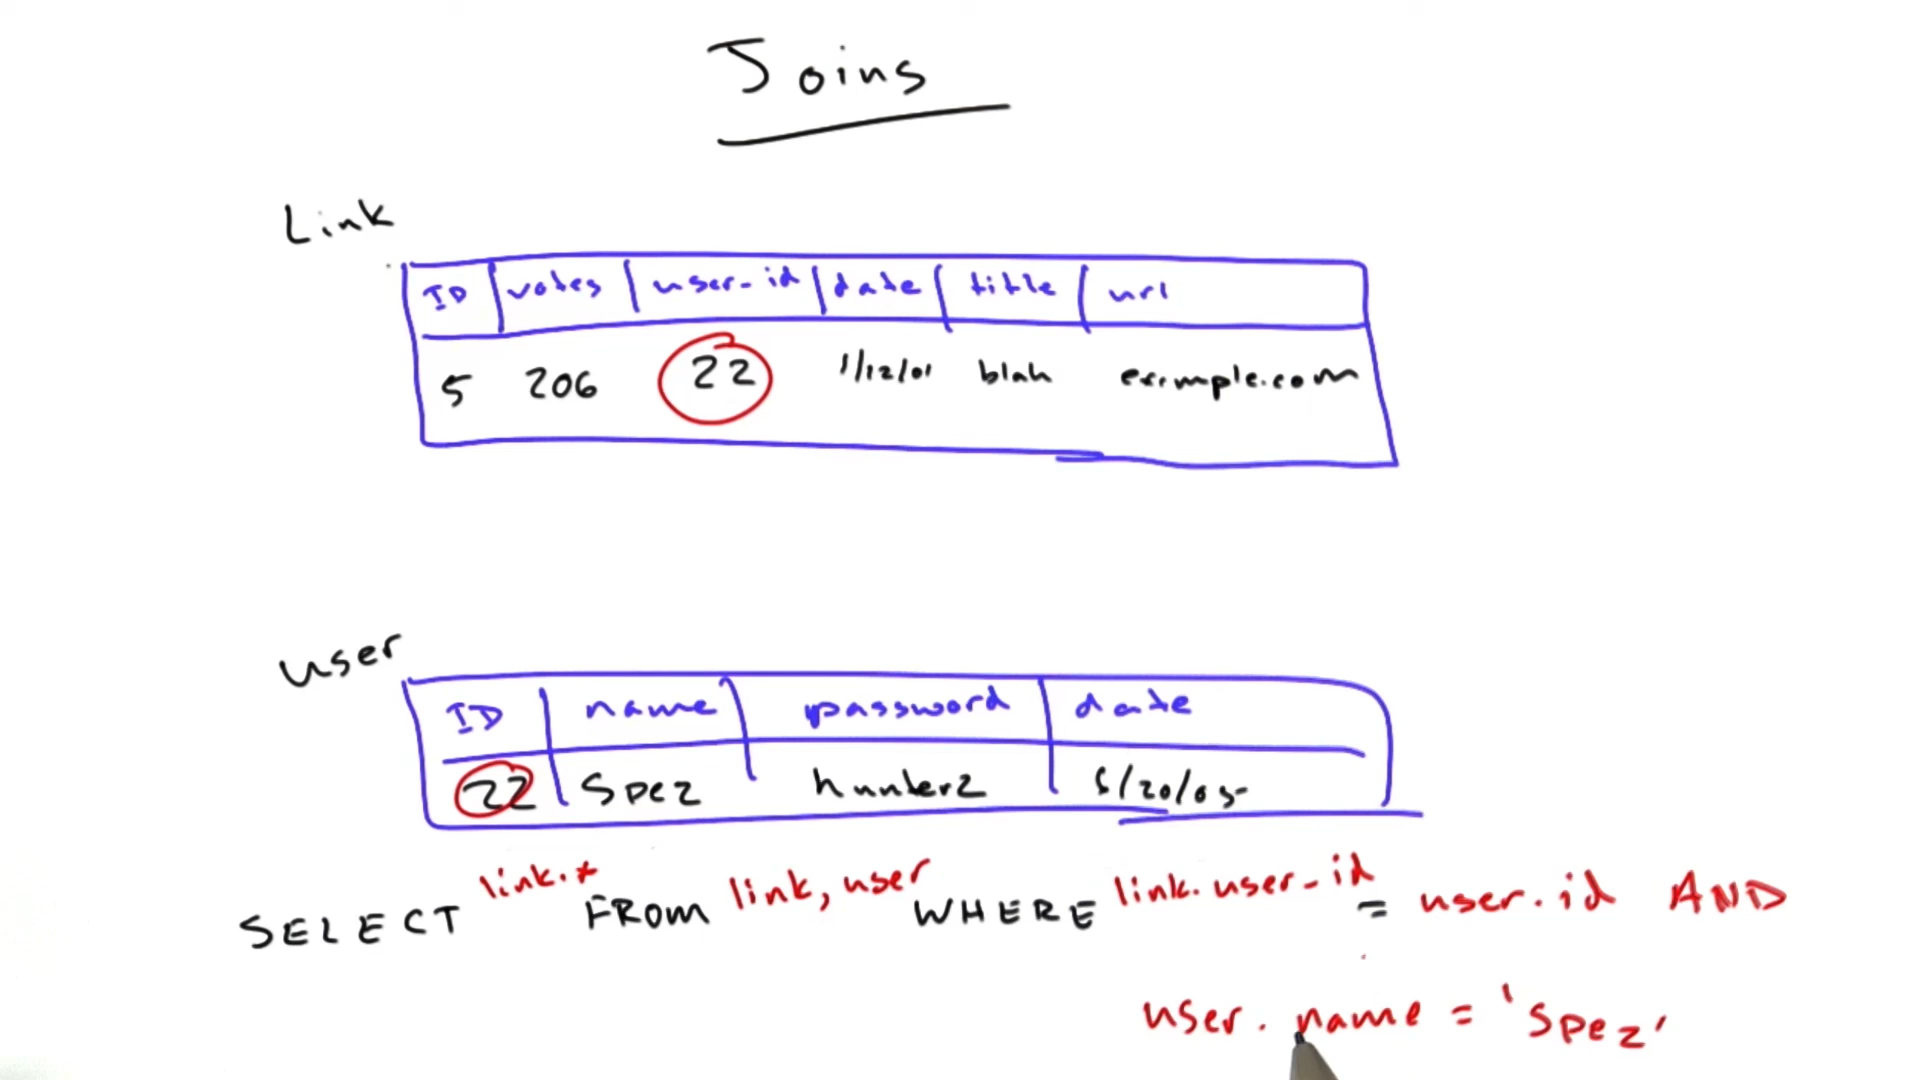 Joins
Link
ID votes user-id date title url
5 206 22 1/12/01 blah example.com
user
ID name password date
22 Spez hunter2 5/20/05
SELECT link.* FROM link, user WHERE link.user-id = user.id AND
user.name = 'Spez'